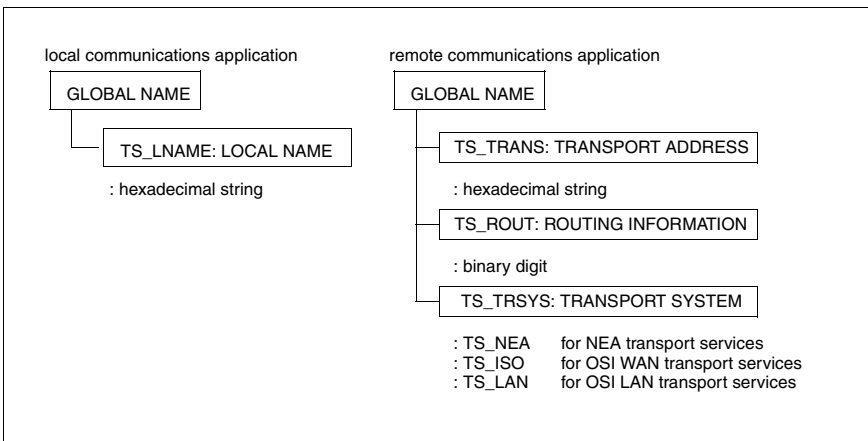 local communications application
GLOBAL NAME
TS_LNAME: LOCAL NAME
: hexadecimal string
remote communications application
GLOBAL NAME
TS_TRANS: TRANSPORT ADDRESS
: hexadecimal string
TS_ROUT: ROUTING INFORMATION
: binary digit
TS_TRSYS: TRANSPORT SYSTEM
: TS_NEA for NEA transport services
: TS_ISO for OSI WAN transport services
: TS_LAN for OSI LAN transport services